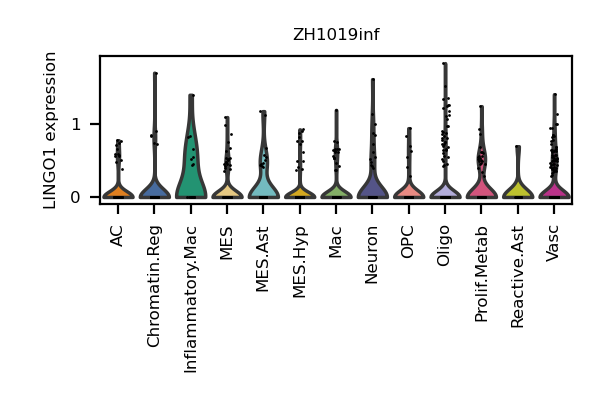 ZH1019inf
LINGO1 expression
1
0
AC
Chromatin.Reg
Inflammatory.Mac
MES
MES.Ast
MES.Hyp
Mac
Neuron
OPC
Oligo
Prolif.Metab
Reactive.Ast
Vasc